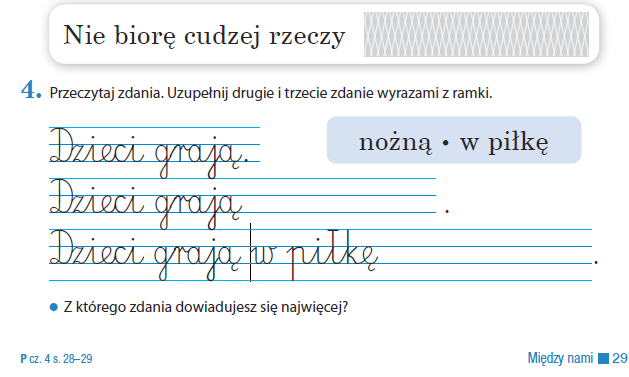 Nie biorę cudzej rzeczy
4. Przeczytaj zdania. Uzupełnij drugie i trzecie zdanie wyrazami z ramki.
Dzieci grają.
nożną • w piłkę
Dzieci grają .
Dzieci grają w piłkę .
• Z którego zdania dowiadujesz się najwięcej?
P cz. 4 s. 28–29
Między nami ■ 29